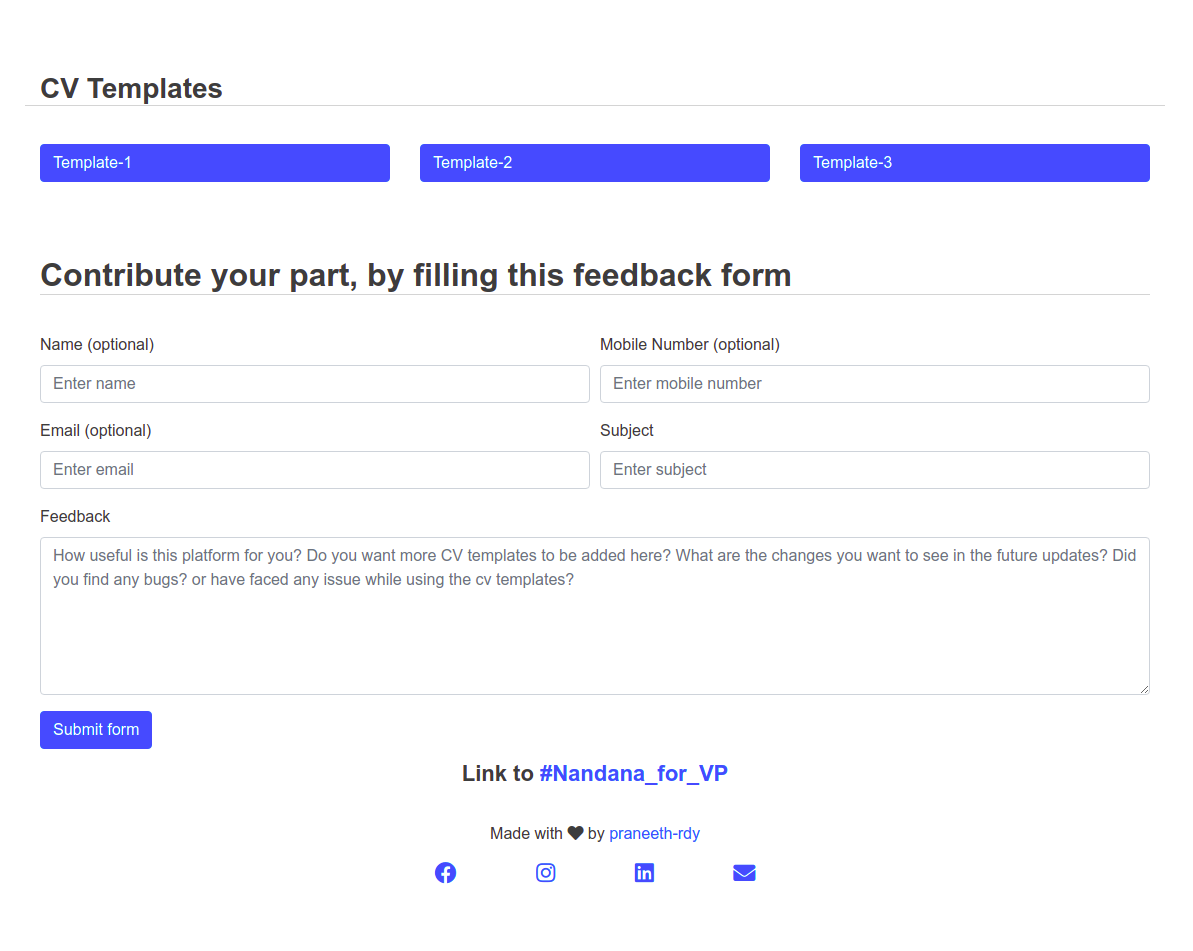 CV Templates
Template-1 Template-2 Template-3
Contribute your part, by filling this feedback form
Name (optional) Mobile Number (optional)
Enter name Enter mobile number
Email (optional) Subject
Enter email Enter subject
Feedback
How useful is this platform for you? Do you want more CV templates to be added here? What are the changes you want to see in the future updates? Did
you find any bugs? or have faced any issue while using the cv templates?
Submit form
Link to #Nandana_for_VP
Made with ♥ by praneeth-rdy